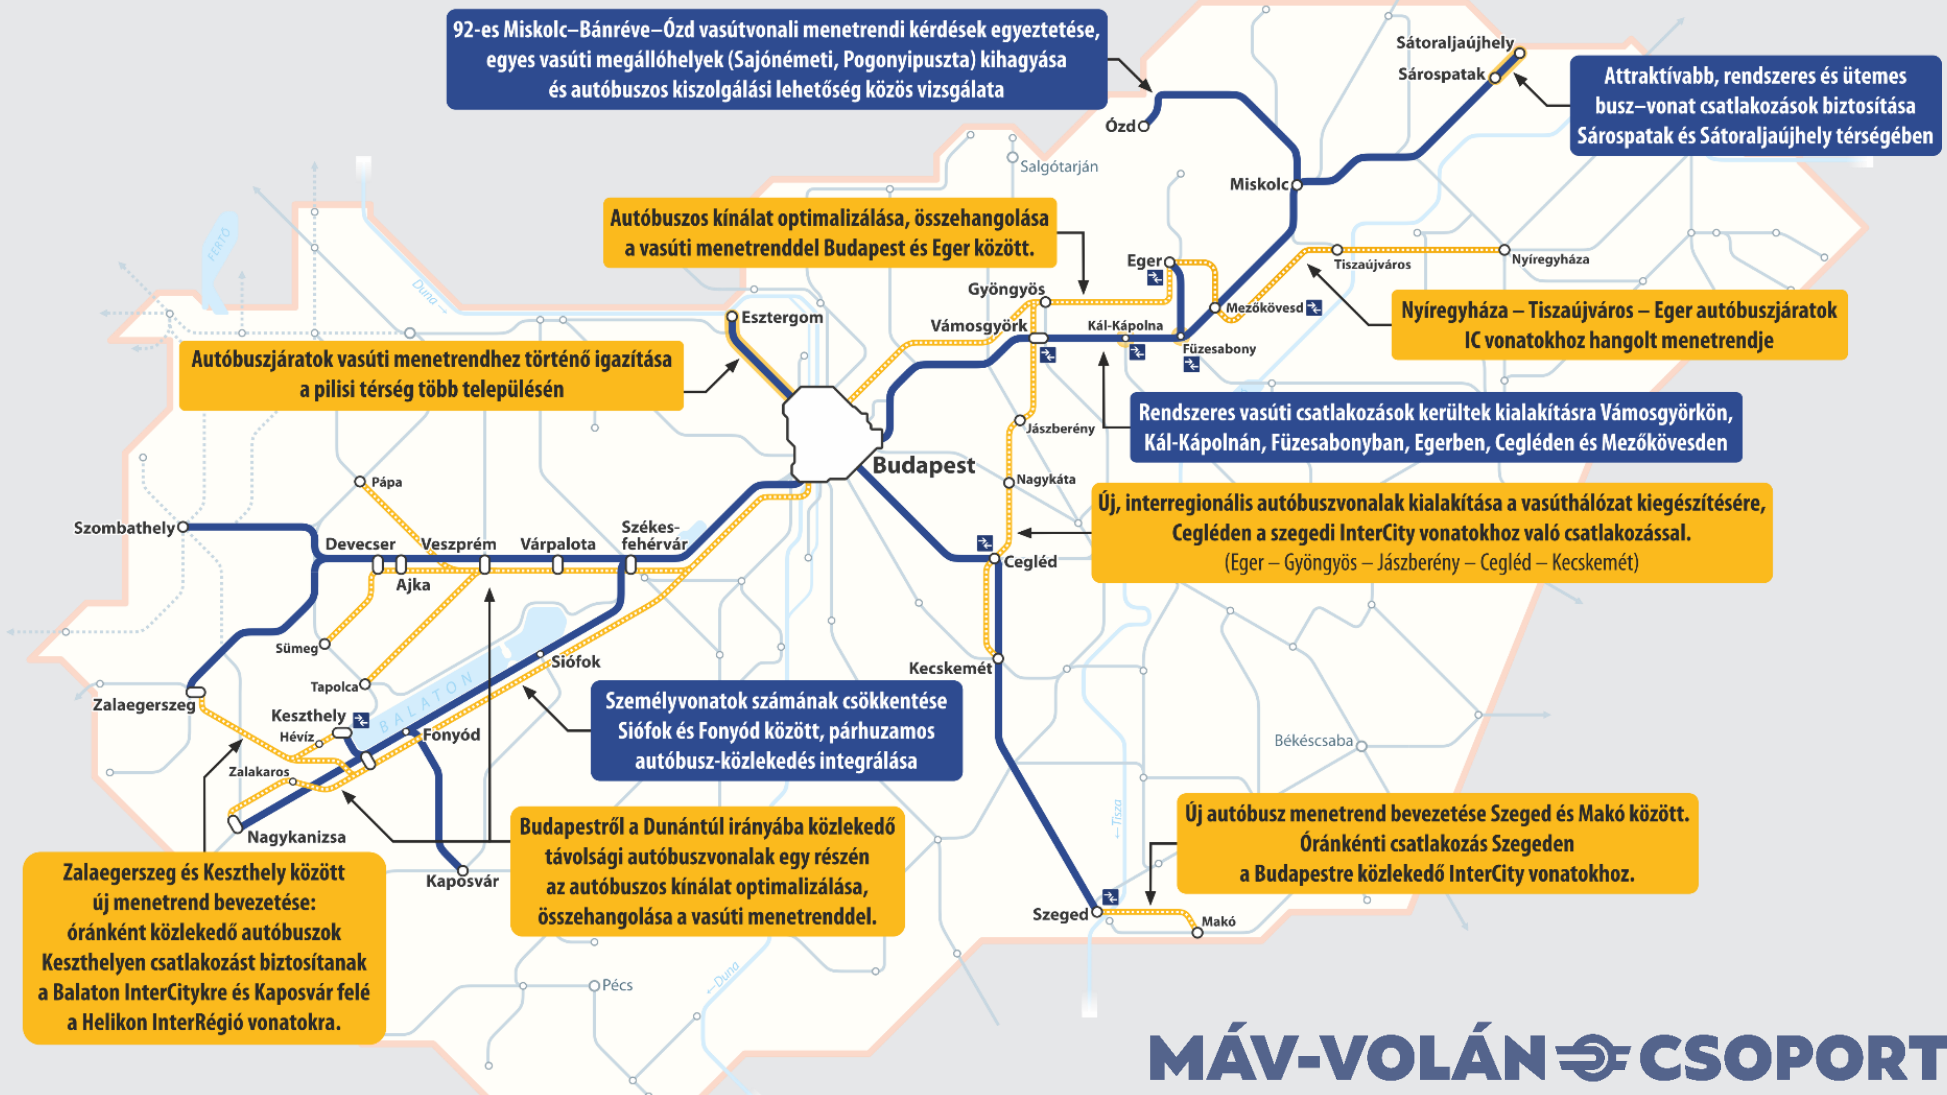 92-es Miskolc–Bánréve–Ózd vasútvonali menetrendi kérdések egyeztetése,
egyes vasúti megállóhelyek (Sajónémeti, Pogonyipuszta) kihagyása
és autóbuszos kiszolgálási lehetőség közös vizsgálata
Sátoraljaújhely
Sárospatak
Attraktívabb, rendszeres és ütemes
busz–vonat csatlakozások biztosítása
Sárospatak és Sátoraljaújhely térségében
Ózd
Salgótarján
Miskolc
Autóbuszos kínálat optimalizálása, összehangolása
a vasúti menetrenddel Budapest és Eger között.
FERTŐ
Duna→
Eger
Tiszaújváros
Nyíregyháza
Gyöngyös
Mezőkövesd
Esztergom
Vámosgyörk
Kál-Kápolna
Füzesabony
Nyíregyháza – Tiszaújváros – Eger autóbuszjáratok
IC vonatokhoz hangolt menetrendje
Autóbuszjáratok vasúti menetrendhez történő igazítása
a pilisi térség több településén
Rendszeres vasúti csatlakozások kerültek kialakításra Vámosgyörkön,
Kál-Kápolnán, Füzesabonyban, Egerben, Cegléden és Mezőkövesden
Jászberény
Budapest
Pápa
Nagykáta
Új, interregionális autóbuszvonalak kialakítása a vasúthálózat kiegészítésére,
Cegléden a szegedi InterCity vonatokhoz való csatlakozással.
(Eger – Gyöngyös – Jászberény – Cegléd – Kecskemét)
Szombathely
Devecser
Veszprém
Várpalota
Székes-
fehérvár
Ajka
Cegléd
Sümeg
Siófok
Kecskemét
Tapolca
BALATON
Zalaegerszeg
Keszthely
Hévíz
Fonyód
Személyvonatok számának csökkentése
Siófok és Fonyód között, párhuzamos
autóbusz-közlekedés integrálása
Békéscsaba
Zalakaros
Nagykanizsa
←Tisza
Budapestről a Dunántúl irányába közlekedő
távolsági autóbuszvonalak egy részén
az autóbuszos kínálat optimalizálása,
összehangolása a vasúti menetrenddel.
Új autóbusz menetrend bevezetése Szeged és Makó között.
Óránkénti csatlakozás Szegeden
a Budapestre közlekedő InterCity vonatokhoz.
Kaposvár
Zalaegerszeg és Keszthely között
új menetrend bevezetése:
óránként közlekedő autóbuszok
Keszthelyen csatlakozást biztosítanak
a Balaton InterCitykre és Kaposvár felé
a Helikon InterRégió vonatokra.
Szeged
Makó
Pécs
←Duna
MÁV-VOLÁN CSOPORT